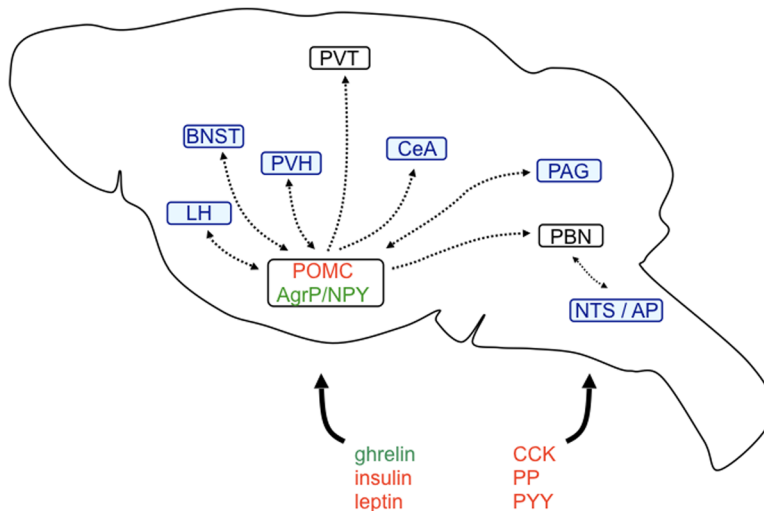 PVT
BNST
PVH
CeA
PAG
LH
PBN
POMC
AgrP/NPY
NTS / AP
ghrelin
insulin
leptin
CCK
PP
PYY